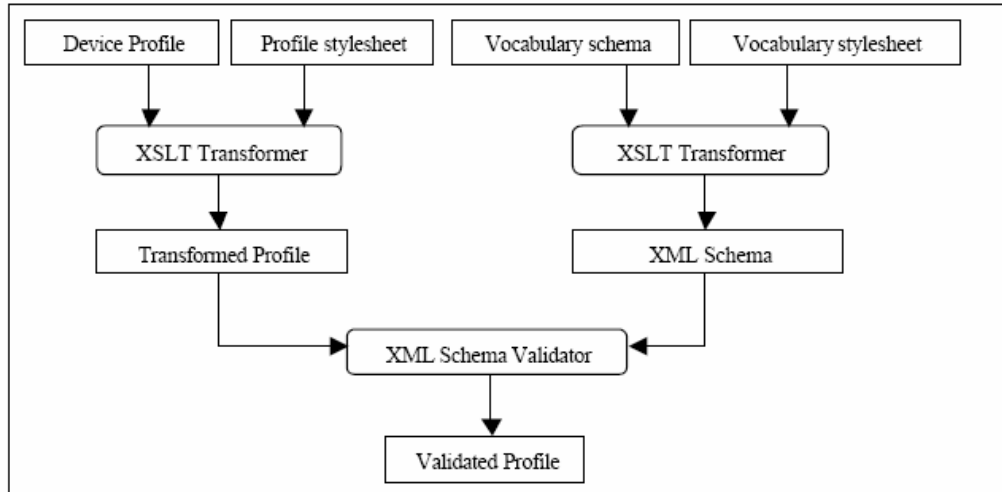 Device Profile
Profile stylesheet
Vocabulary schema
Vocabulary stylesheet
XSLT Transformer
XSLT Transformer
Transformed Profile
XML Schema
XML Schema Validator
Validated Profile